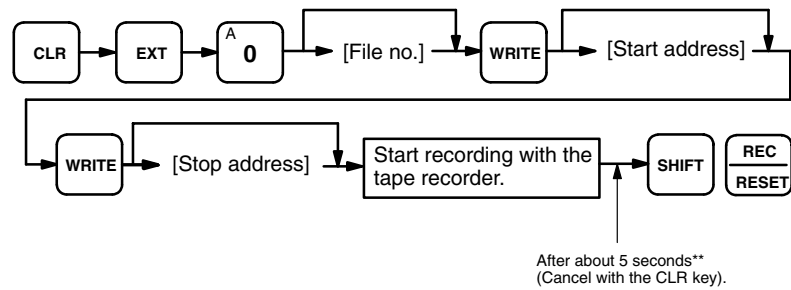 CLR
EXT
A
0
[File no.]
WRITE
[Start address]
WRITE
[Stop address]
Start recording with the
tape recorder.
SHIFT
REC
RESET
After about 5 seconds**
(Cancel with the CLR key).